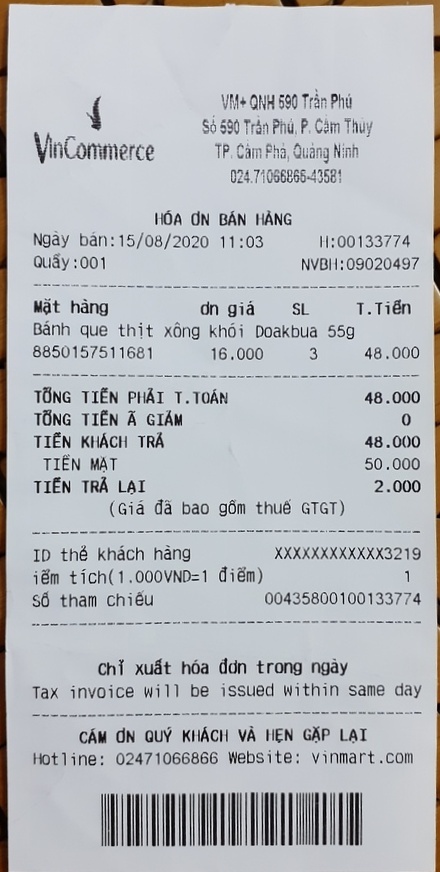 VinCommerce
VM+ QNH 590 Trần Phú
Số 590 Trần Phú, P. Cẩm Thủy
TP. Cẩm Phả, Quảng Ninh
024.71066866-43581
HÓA ƠN BÁN HÀNG
Ngày bán:15/08/2020 11:03 H:00133774
Quầy:001 NVBH:09020497
Mặt hàng ơn giá SL T.Tiền
Bánh que thịt xông khói Doakbua 55g
8850157511681 16.000 3 48.000
TỔNG TIỀN PHẢI T.TOÁN 48.000
TỔNG TIỀN Ã GIẢM 0
TIỀN KHÁCH TRẢ 48.000
TIỀN MẶT 50.000
TIỀN TRẢ LẠI 2.000
(Giá đã bao gồm thuế GTGT)
ID thẻ khách hàng XXXXXXXXXXXX3219
iểm tích(1.000VND=1 điểm) 1
Số tham chiếu 00435800100133774
Chỉ xuất hóa đơn trong ngày
Tax invoice will be issued within same day
CẢM ƠN QUÝ KHÁCH VÀ HẸN GẶP LẠI
Hotline: 02471066866 Website: vinmart.com